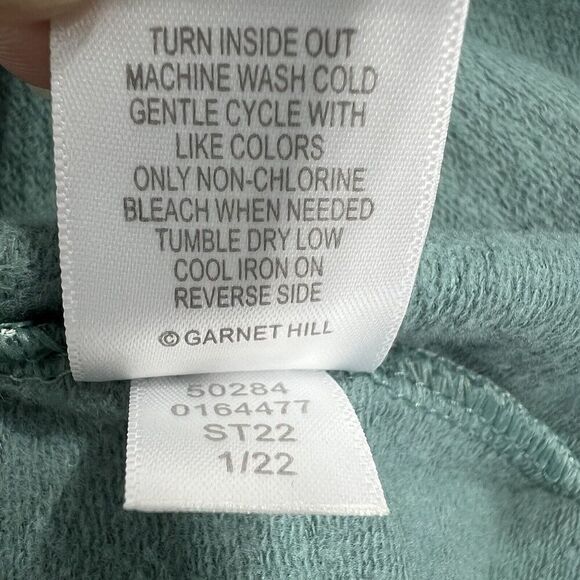 TURN INSIDE OUT
MACHINE WASH COLD
GENTLE CYCLE WITH
LIKE COLORS
ONLY NON-CHLORINE
BLEACH WHEN NEEDED
TUMBLE DRY LOW
COOL IRON ON
REVERSE SIDE
© GARNET HILL
50284
0164477
ST22
1/22